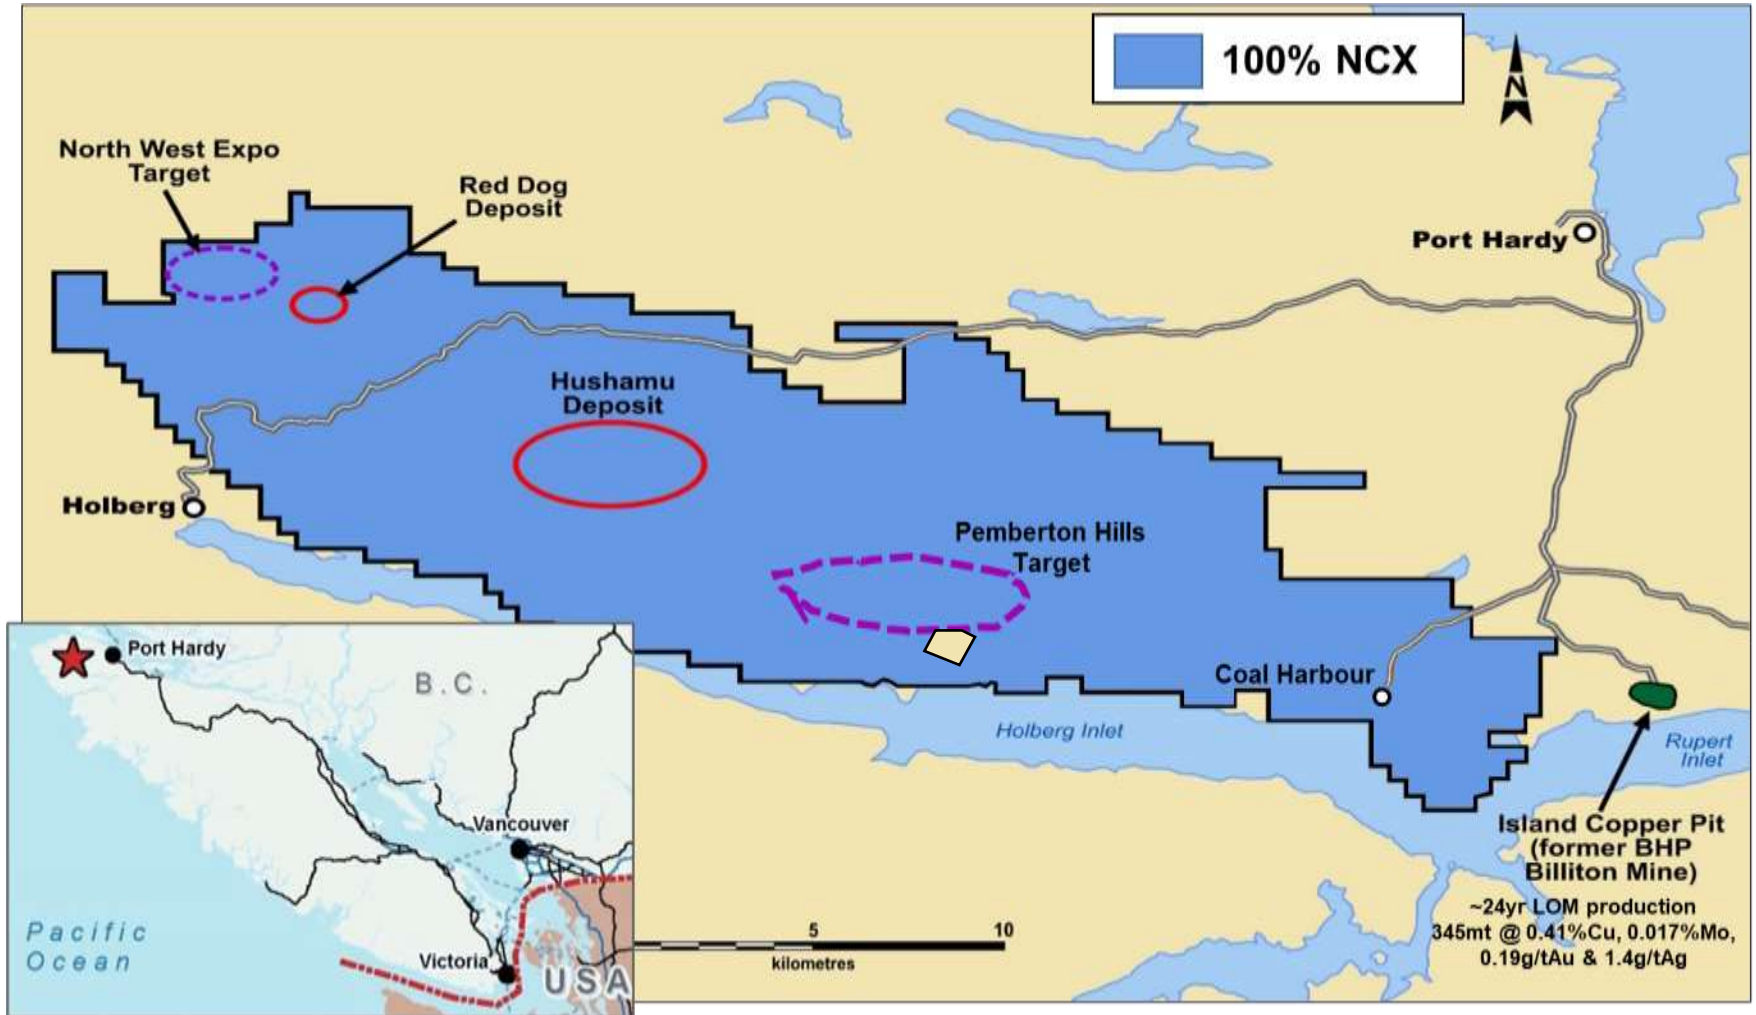 100% NCX
N
North West Expo
Target
Red Dog
Deposit
Port Hardy
Hushamu
Deposit
Holberg
Pemberton Hills
Target
Coal Harbour
Holberg Inlet
Rupert
Inlet
Island Copper Pit
(former BHP
Billiton Mine)
~24yr LOM production
345mt @ 0.41%Cu, 0.017%Mo,
0.19g/tAu & 1.4g/tAg
5
10
kilometres
Port Hardy
B.C.
Vancouver
Pacific
Ocean
Victoria
USA